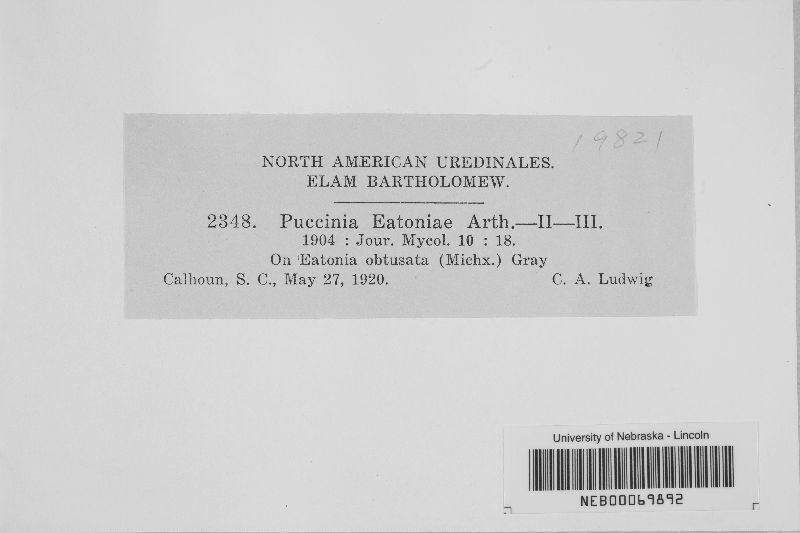 19821
NORTH AMERICAN UREDINALES.
ELAM BARTHOLOMEW.
2348. Puccinia Eatoniae Arth.—II—III.
1904 : Jour. Mycol. 10 : 18.
On Eatonia obtusata (Michx.) Gray
Calhoun, S. C., May 27, 1920. C. A. Ludwig
University of Nebraska - Lincoln
NEB00069892